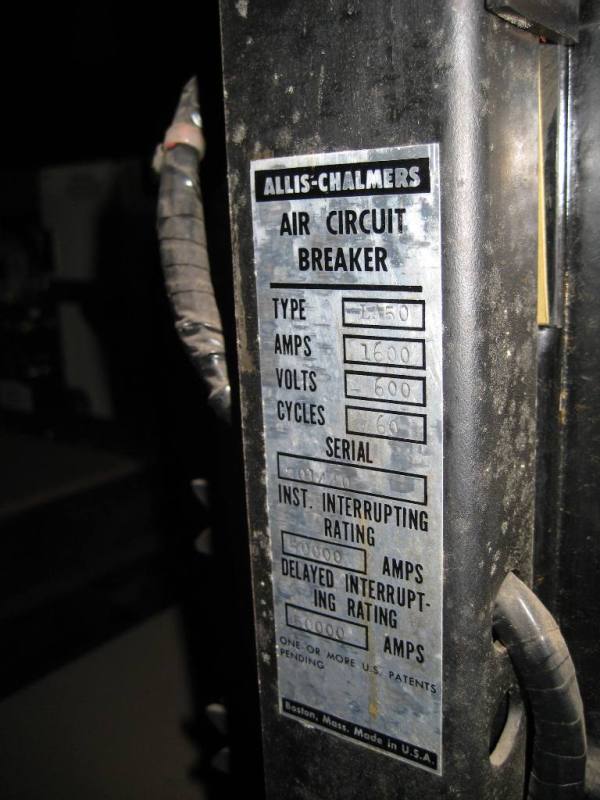 ALLIS-CHALMERS
AIR CIRCUIT
BREAKER
TYPE
AMPS 1600
VOLTS 600
CYCLES 60
SERIAL
INST. INTERRUPTING
RATING
AMPS
DELAYED INTERRUPT-
ING RATING
AMPS
ONE OR MORE U.S. PATENTS
PENDING
Boston, Mass. Made in U.S.A.